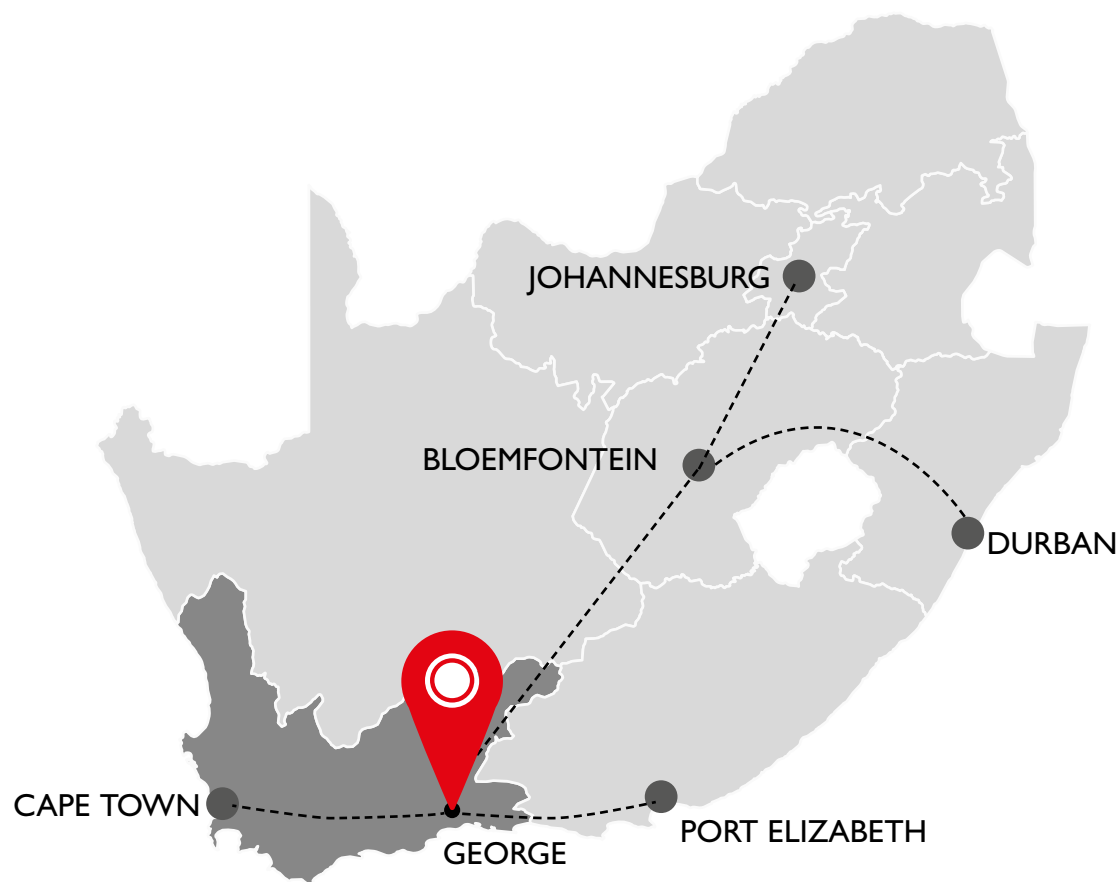 JOHANNESBURG
BLOEMFONTEIN
DURBAN
CAPE TOWN
PORT ELIZABETH
GEORGE